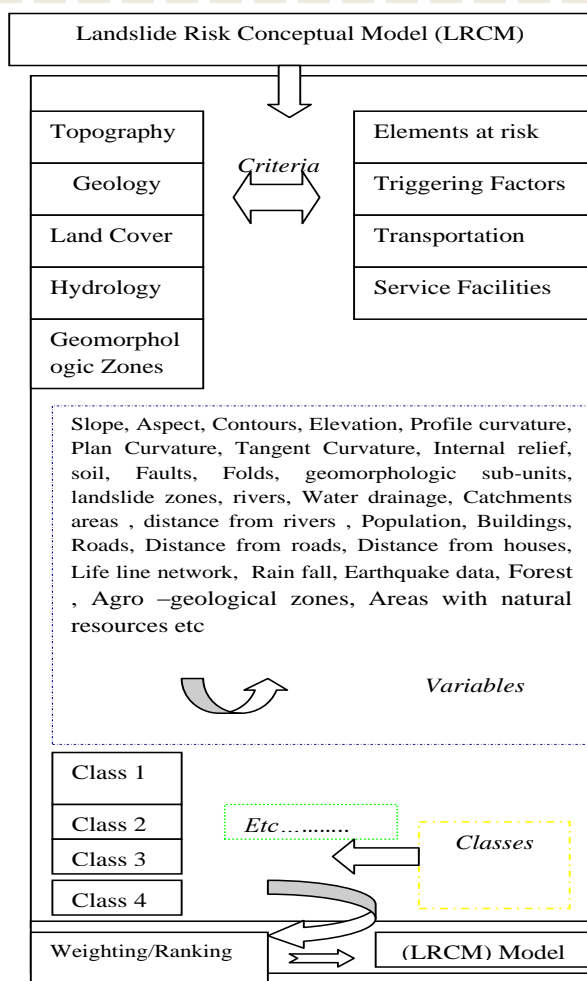 Landslide Risk Conceptual Model (LRCM)
Topography
Geology
Land Cover
Hydrology
Geomorphol
ogic Zones
Criteria
Elements at risk
Triggering Factors
Transportation
Service Facilities
Slope, Aspect, Contours, Elevation, Profile curvature,
Plan Curvature, Tangent Curvature, Internal relief,
soil, Faults, Folds, geomorphologic sub-units,
landslide zones, rivers, Water drainage, Catchments
areas , distance from rivers , Population, Buildings,
Roads, Distance from roads, Distance from houses,
Life line network, Rain fall, Earthquake data, Forest
, Agro –geological zones, Areas with natural
resources etc
Variables
Class 1
Class 2
Class 3
Class 4
Etc...........
Classes
Weighting/Ranking
(LRCM) Model